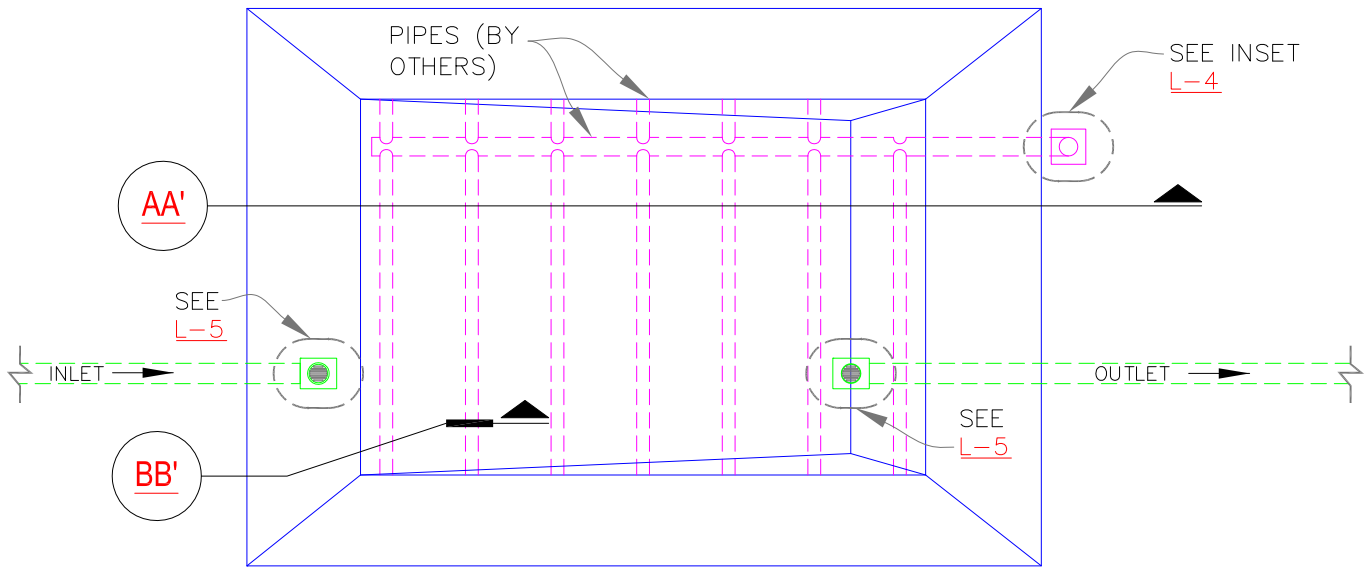 PIPES (BY
OTHERS)
SEE INSET
L-4
AA'
SEE
L-5
INLET
OUTLET
SEE
L-5
BB'